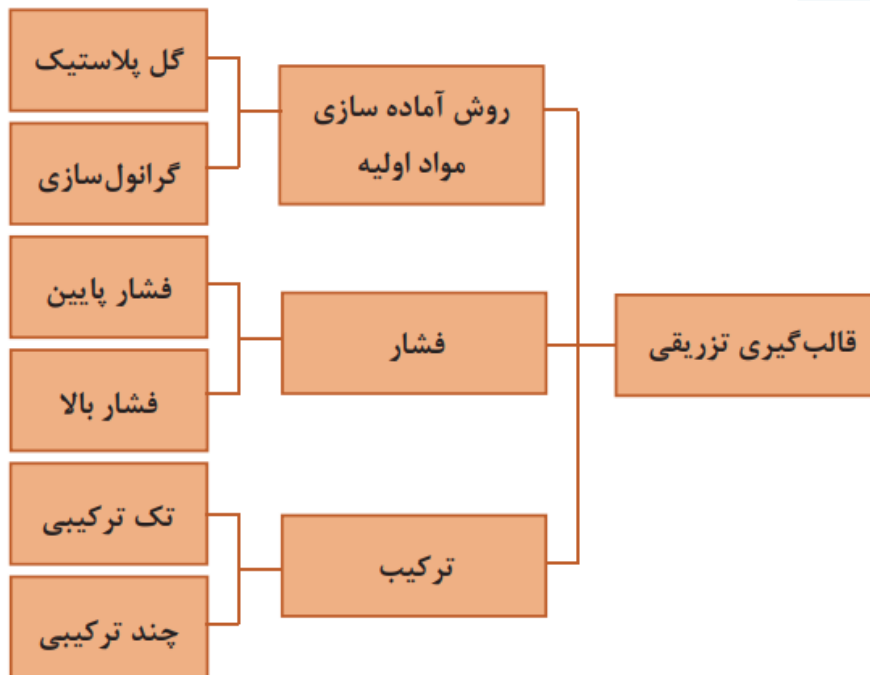 قالب‌گیری تزریقی
روش آماده سازی
مواد اولیه
گل پلاستیک
گرانول‌سازی
فشار
فشار پایین
فشار بالا
ترکیب
تک ترکیبی
چند ترکیبی